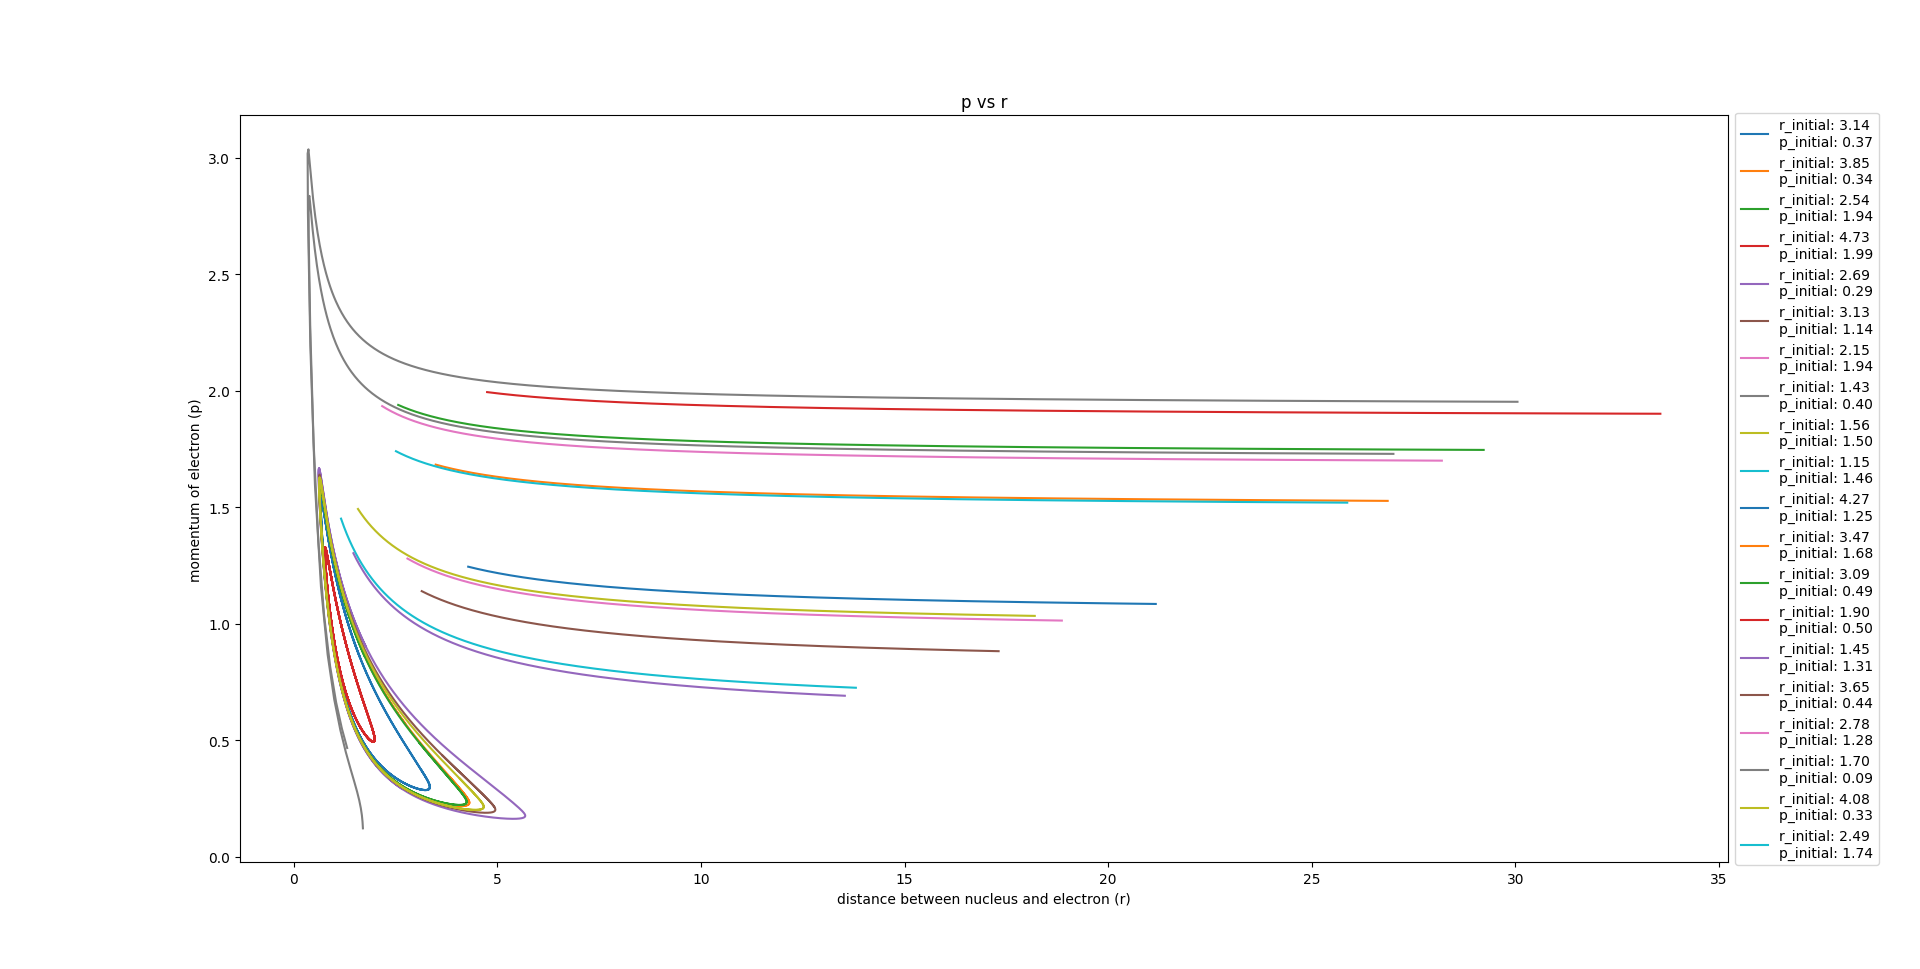 p vs r
3.0
2.5
2.0
1.5
1.0
0.5
0.0
momentum of electron (p)
0
5
10
15
20
25
30
35
distance between nucleus and electron (r)
r_initial: 3.14
p_initial: 0.37
r_initial: 3.85
p_initial: 0.34
r_initial: 2.54
p_initial: 1.94
r_initial: 4.73
p_initial: 1.99
r_initial: 2.69
p_initial: 0.29
r_initial: 3.13
p_initial: 1.14
r_initial: 2.15
p_initial: 1.94
r_initial: 1.43
p_initial: 0.40
r_initial: 1.56
p_initial: 1.50
r_initial: 1.15
p_initial: 1.46
r_initial: 4.27
p_initial: 1.25
r_initial: 3.47
p_initial: 1.68
r_initial: 3.09
p_initial: 0.49
r_initial: 1.90
p_initial: 0.50
r_initial: 1.45
p_initial: 1.31
r_initial: 3.65
p_initial: 0.44
r_initial: 2.78
p_initial: 1.28
r_initial: 1.70
p_initial: 0.09
r_initial: 4.08
p_initial: 0.33
r_initial: 2.49
p_initial: 1.74